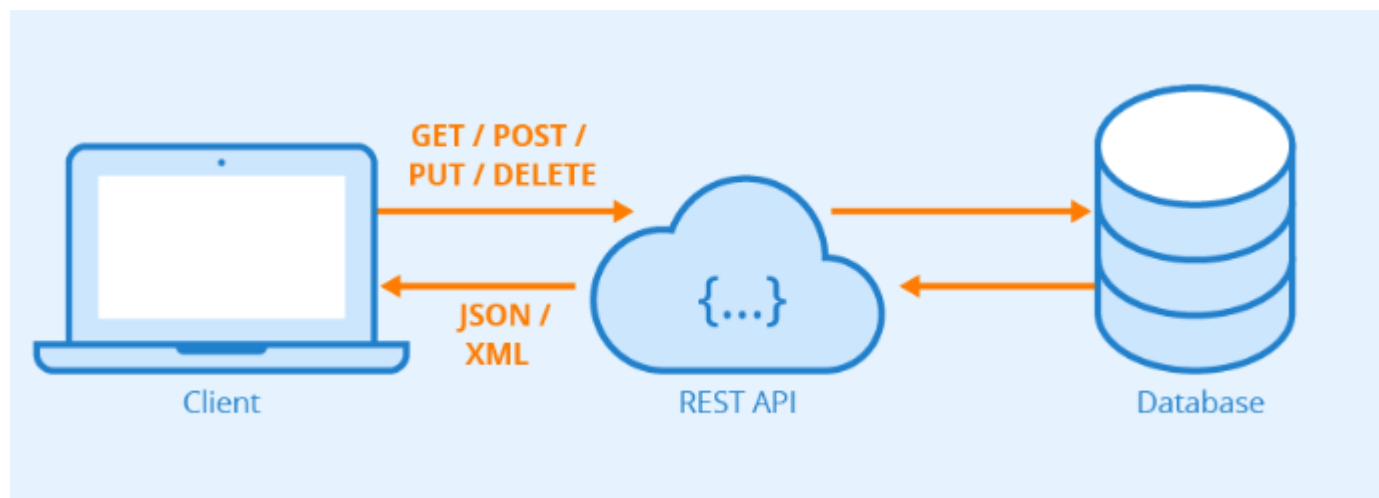 GET / POST /
PUT / DELETE
JSON /
XML
{...}
Client
REST API
Database